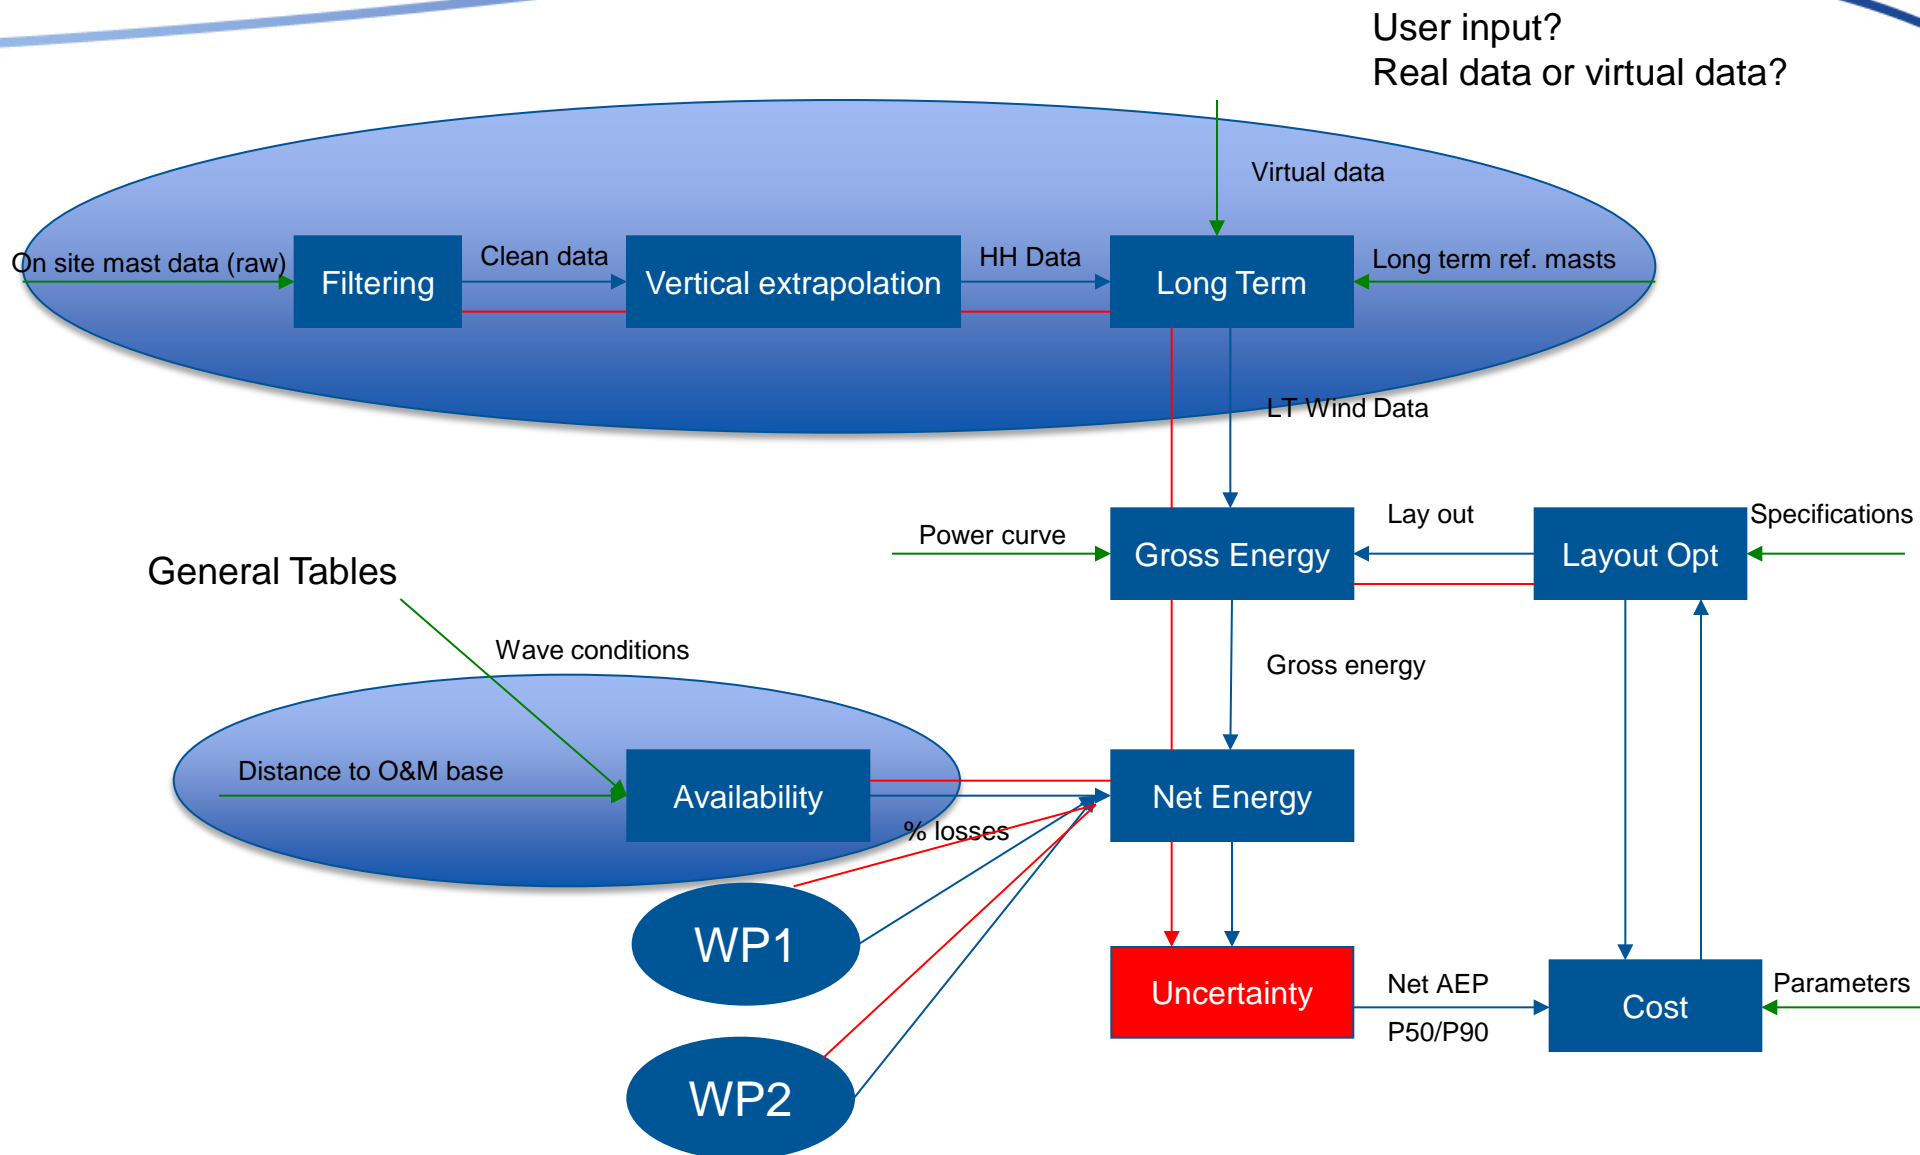 User input?
Real data or virtual data?
Virtual data
On site mast data (raw)
Filtering
Clean data
Vertical extrapolation
HH Data
Long Term
Long term ref. masts
LT Wind Data
Power curve
Gross Energy
Lay out
Layout Opt
Specifications
General Tables
Wave conditions
Gross energy
Distance to O&M base
Availability
% losses
Net Energy
WP1
Uncertainty
Net AEP
P50/P90
Cost
Parameters
WP2